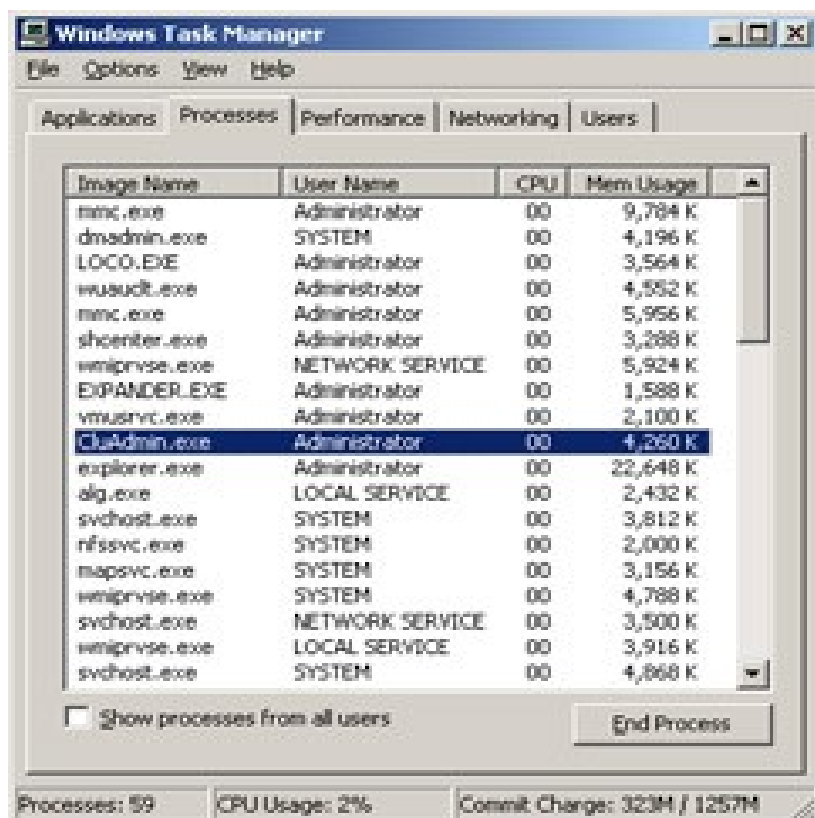 Windows Task Manager
File Options View Help
Applications Processes Performance Networking Users
Image Name User Name CPU Mem Usage
mmc.exe Administrator 00 9,784 K
dmadmin.exe SYSTEM 00 4,196 K
LOCO.EXE Administrator 00 3,564 K
wuauclt.exe Administrator 00 4,552 K
mmc.exe Administrator 00 5,956 K
shcenter.exe Administrator 00 3,288 K
wmiprvse.exe NETWORK SERVICE 00 5,924 K
EXPANDER.EXE Administrator 00 1,588 K
vmusrvc.exe Administrator 00 2,100 K
CluAdmin.exe Administrator 00 4,260 K
explorer.exe Administrator 00 22,648 K
alg.exe LOCAL SERVICE 00 2,432 K
svchost.exe SYSTEM 00 3,812 K
nfssvc.exe SYSTEM 00 2,000 K
mapsvc.exe SYSTEM 00 3,156 K
wmiprvse.exe SYSTEM 00 4,788 K
svchost.exe NETWORK SERVICE 00 3,500 K
wmiprvse.exe LOCAL SERVICE 00 3,916 K
svchost.exe SYSTEM 00 4,868 K
Show processes from all users
End Process
Processes: 59 CPU Usage: 2% Commit Charge: 323M / 1257M